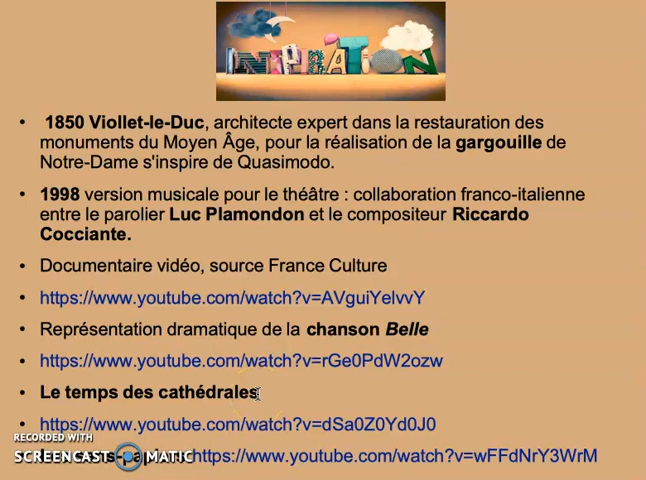 INSPIRATION
1850 Viollet-le-Duc, architecte expert dans la restauration des
monuments du Moyen Âge, pour la réalisation de la gargouille de
Notre-Dame s'inspire de Quasimodo.
1998 version musicale pour le théâtre : collaboration franco-italienne
entre le parolier Luc Plamondon et le compositeur Riccardo
Cocciante.
Documentaire vidéo, source France Culture
https://www.youtube.com/watch?v=AVguiYelvvY
Représentation dramatique de la chanson Belle
https://www.youtube.com/watch?v=rGe0PdW2ozw
Le temps des cathédrales
https://www.youtube.com/watch?v=dSa0Z0Yd0J0
RECORDED WITH
SCREENCAST MATIC
https://www.youtube.com/watch?v=wFFdNrY3WrM